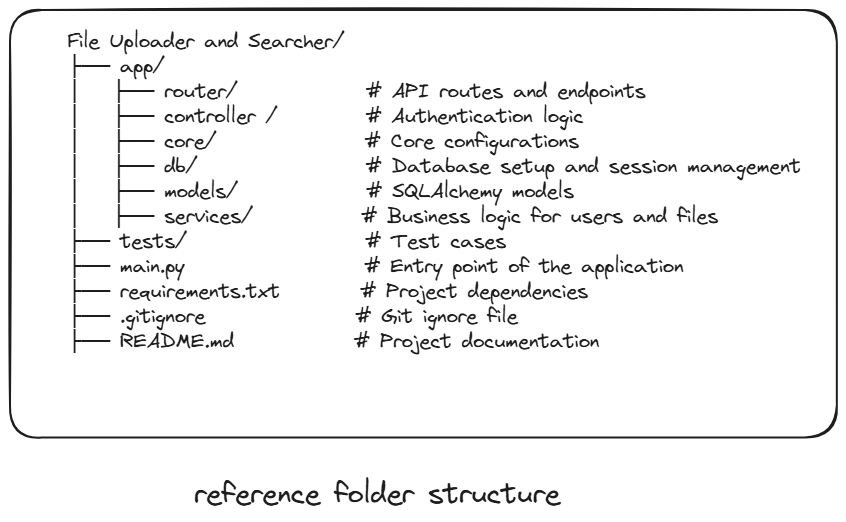 File Uploader and Searcher/
├── app/
│   ├── router/ # API routes and endpoints
│   ├── controller / # Authentication logic
│   ├── core/ # Core configurations
│   ├── db/ # Database setup and session management
│   ├── models/ # SQLAlchemy models
│   ├── services/ # Business logic for users and files
├── tests/ # Test cases
├── main.py # Entry point of the application
├── requirements.txt # Project dependencies
├── .gitignore # Git ignore file
├── README.md # Project documentation
reference folder structure